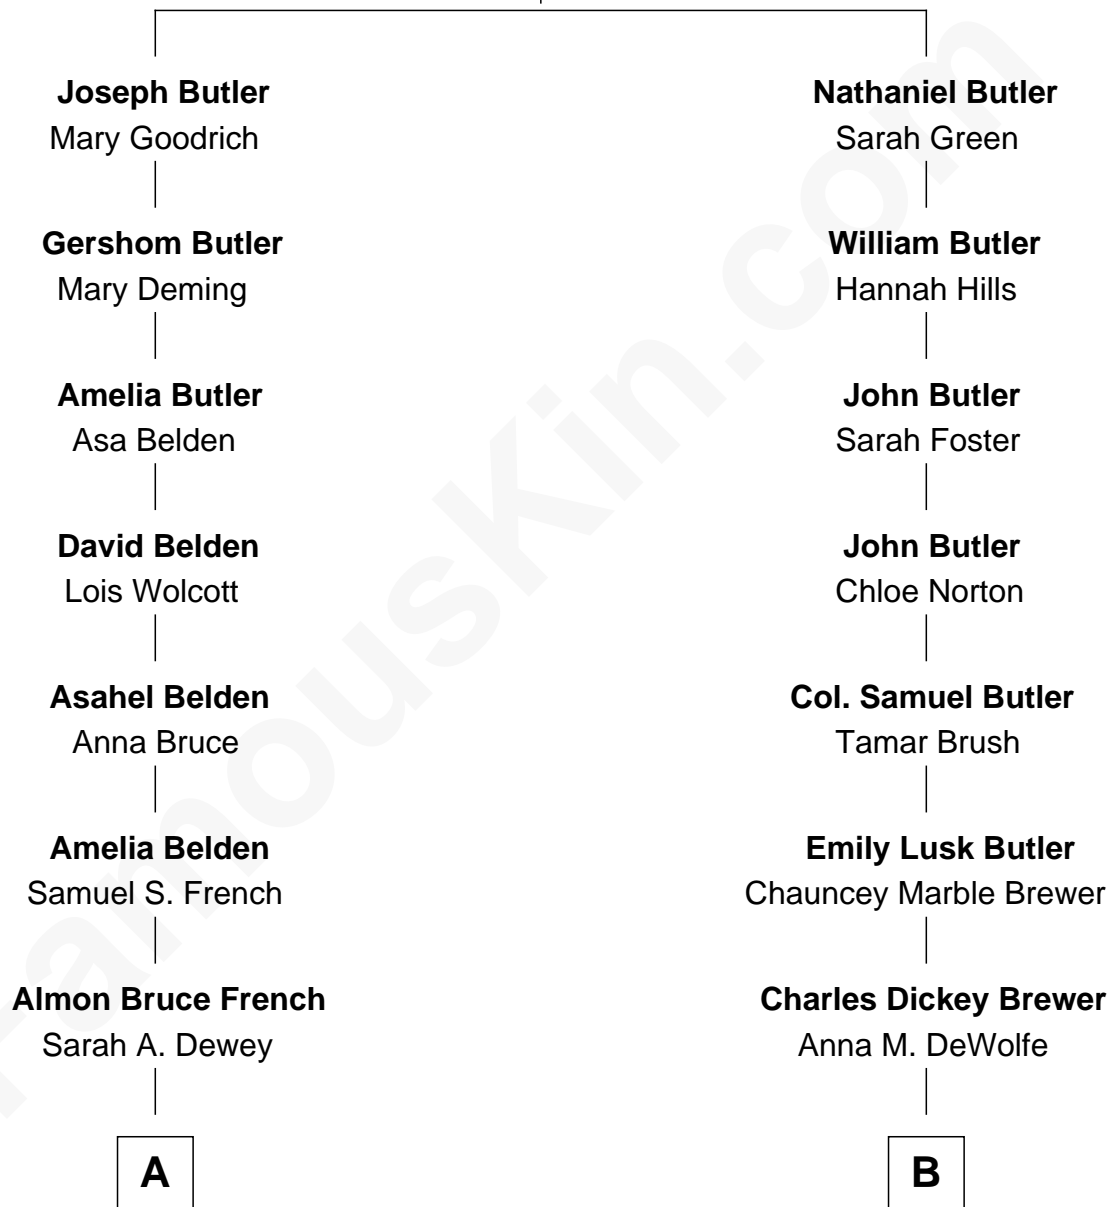 Joseph Butler
Mary Goodrich
Gershom Butler
Mary Deming
Amelia Butler
Asa Belden
David Belden
Lois Wolcott
Asahel Belden
Anna Bruce
Amelia Belden
Samuel S. French
Almon Bruce French
Sarah A. Dewey
A
Nathaniel Butler
Sarah Green
William Butler
Hannah Hills
John Butler
Sarah Foster
John Butler
Chloe Norton
Col. Samuel Butler
Tamar Brush
Emily Lusk Butler
Chauncey Marble Brewer
Charles Dickey Brewer
Anna M. DeWolfe
B
FamousKin.com